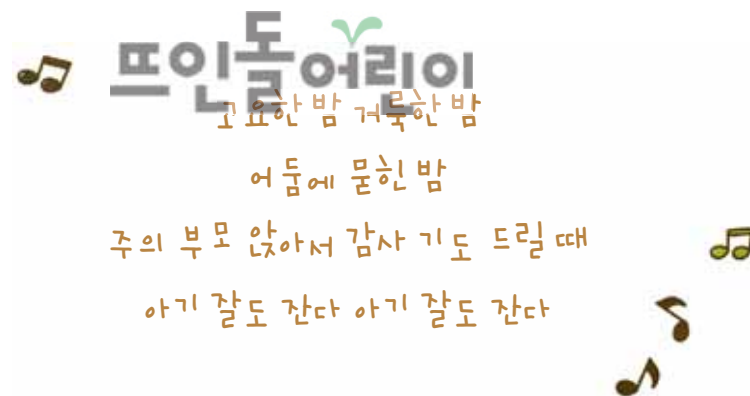 뜨인돌어린이
고요한 밤 거룩한 밤
어둠에 묻힌 밤
주의 부모 앉아서 감사 기도 드릴 때
아기 잘도 잔다 아기 잘도 잔다